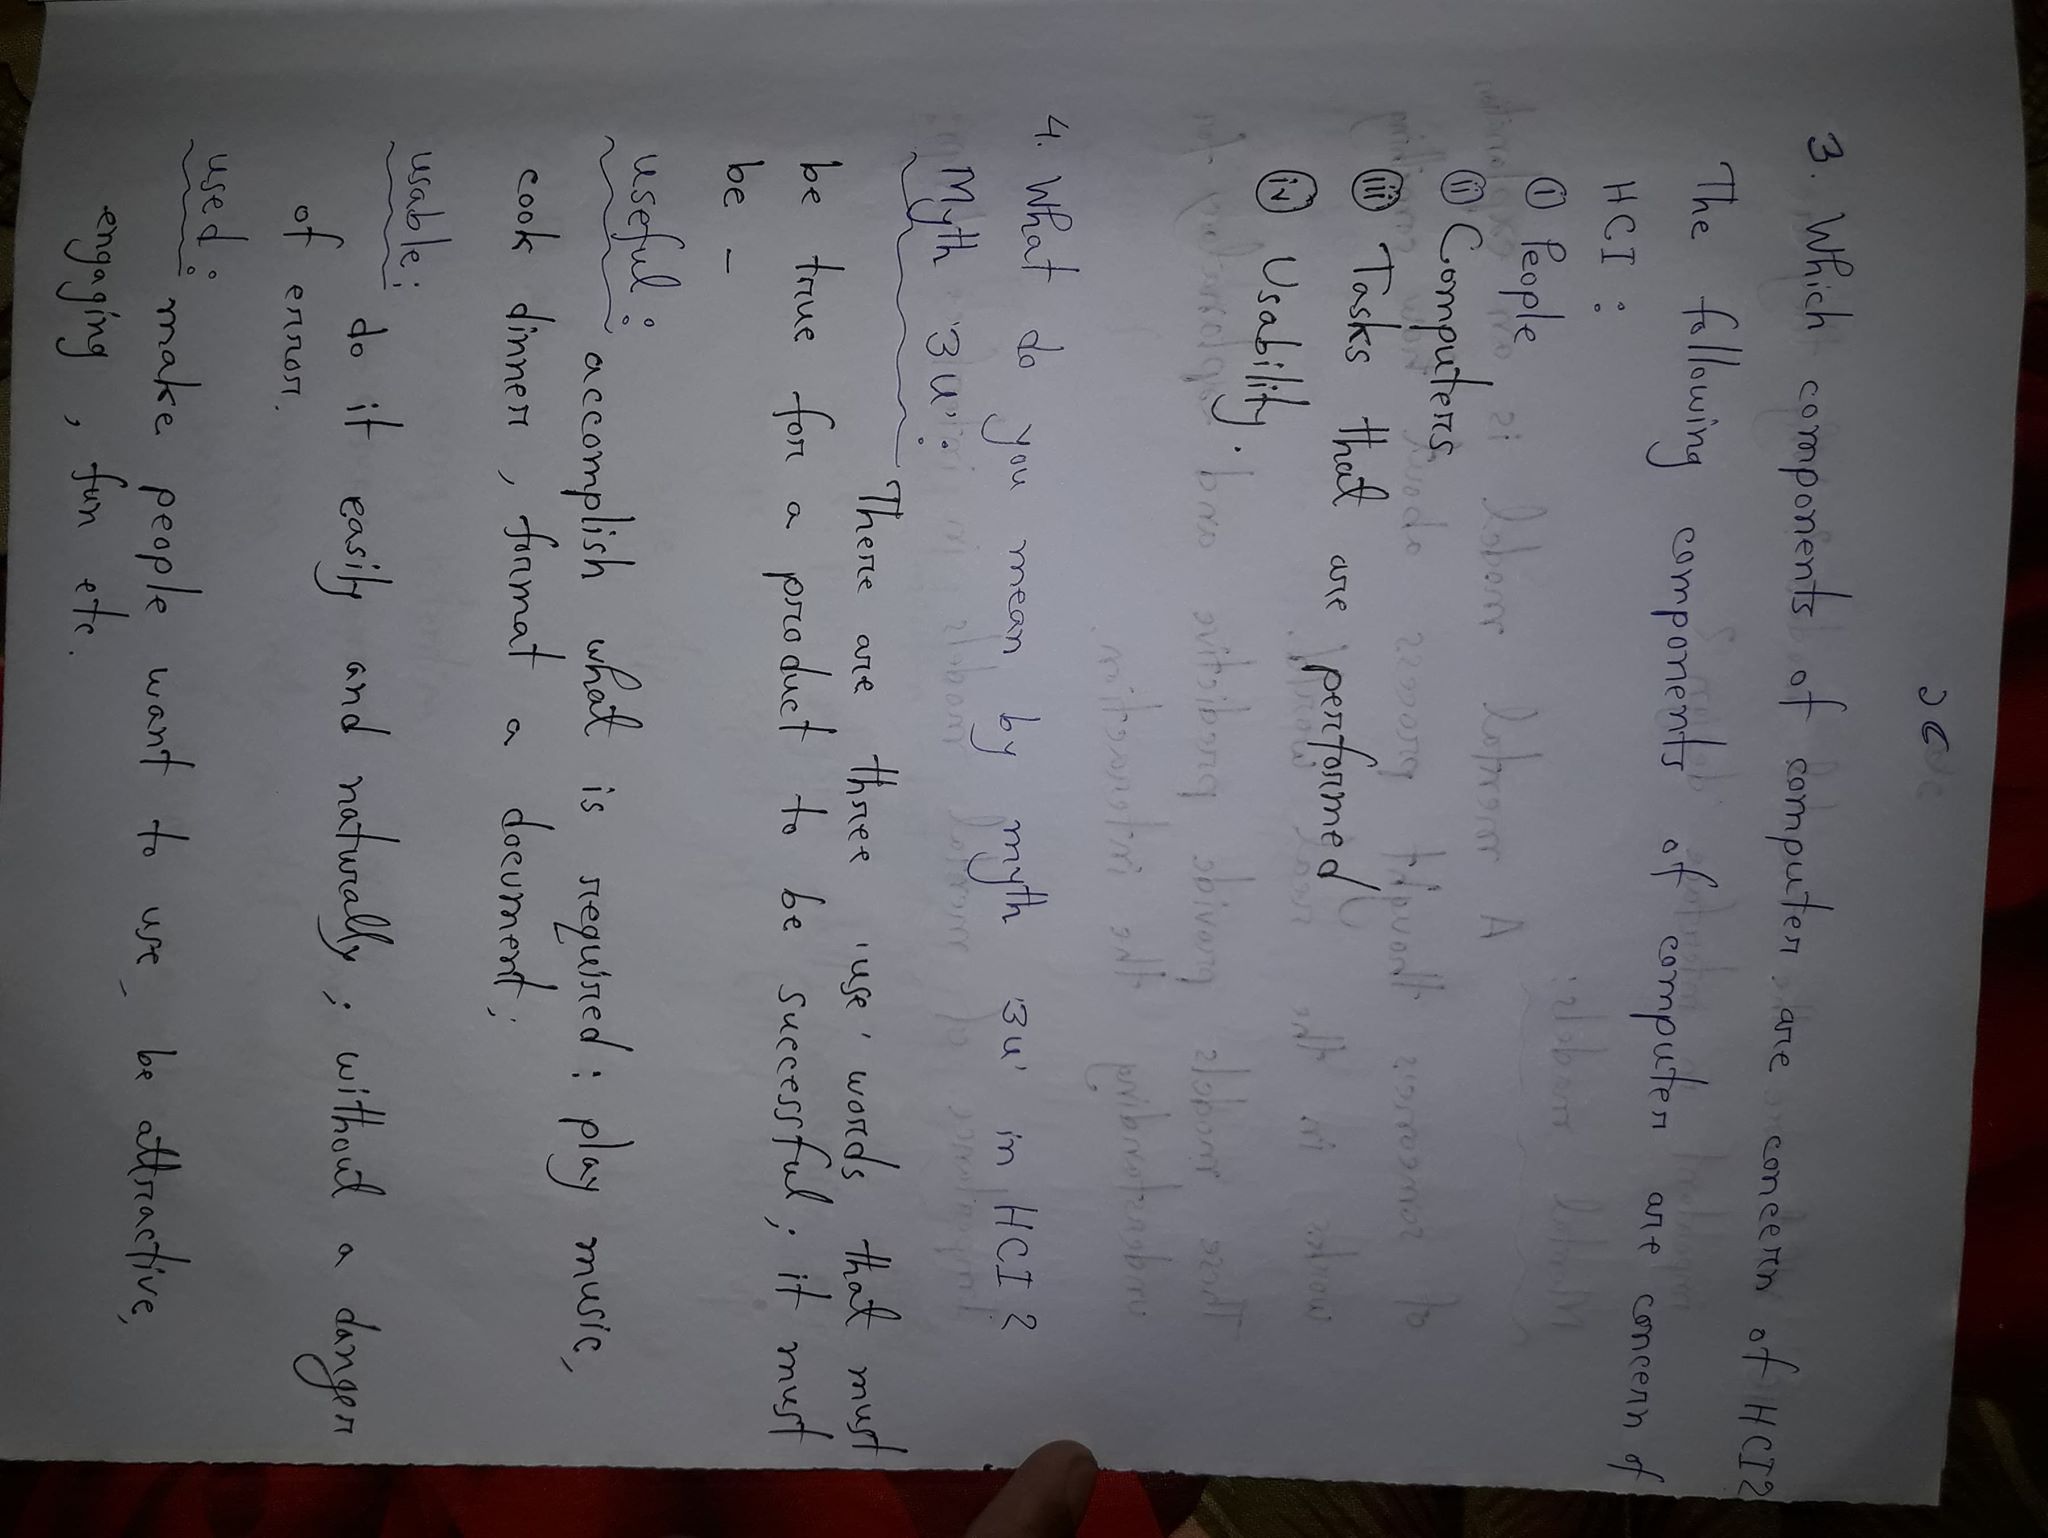 3. Which components of computer are concern of HCI?
The following components of computer are concern of
HCI :
(i) People
(ii) Computers
(iii) Tasks that are performed
(iv) Usability.
4. What do you mean by myth '3u' in HCI?
Myth '3u':
There are three 'use' words that must
be true for a product to be successful; it must
be -
useful: accomplish what is required: play music,
cook dinner, format a document;
usable: do it easily and naturally; without a danger
of error.
used: make people want to use, be attractive,
engaging, fun etc.